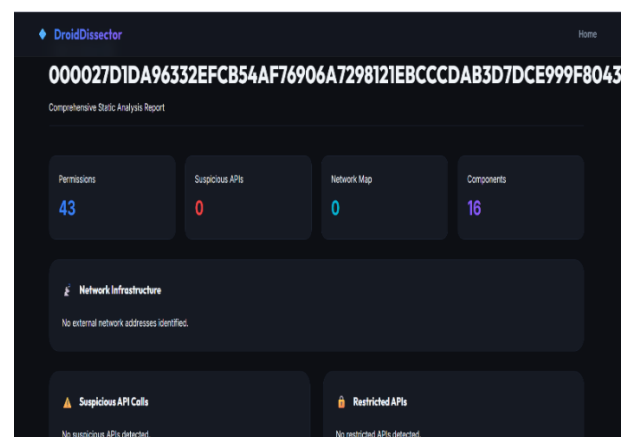 DroidDissector
Home
000027D1DA96332EFCB54AF76906A7298121EBCCCDAB3D7DCE999F8043
Comprehensive Static Analysis Report
Permissions
43
Suspicious APIs
0
Network Map
0
Components
16
Network Infrastructure
No external network addresses identified.
Suspicious API Calls
No suspicious APIs detected.
Restricted APIs
No restricted APIs detected.